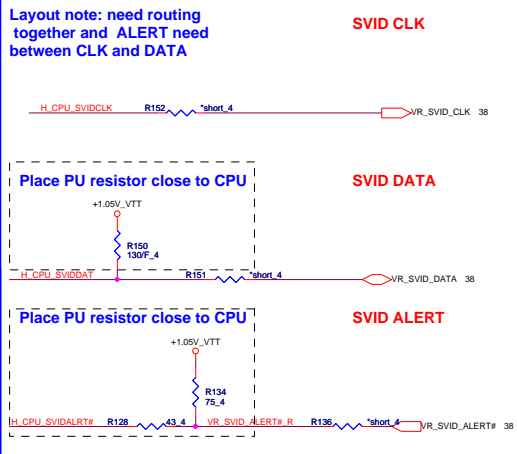 Layout note: need routing
together and ALERT need
between CLK and DATA
SVID CLK
H_CPU_SVIDCLK R152 *short_4 VR_SVID_CLK 38
Place PU resistor close to CPU
SVID DATA
+1.05V_VTT
R150
130/F_4
H_CPU_SVIDDAT R151 *short_4 VR_SVID_DATA 38
Place PU resistor close to CPU
SVID ALERT
+1.05V_VTT
R134
75_4
H_CPU_SVIDALRT# R128 43_4 VR_SVID_ALERT#_R R136 *short_4 VR_SVID_ALERT# 38